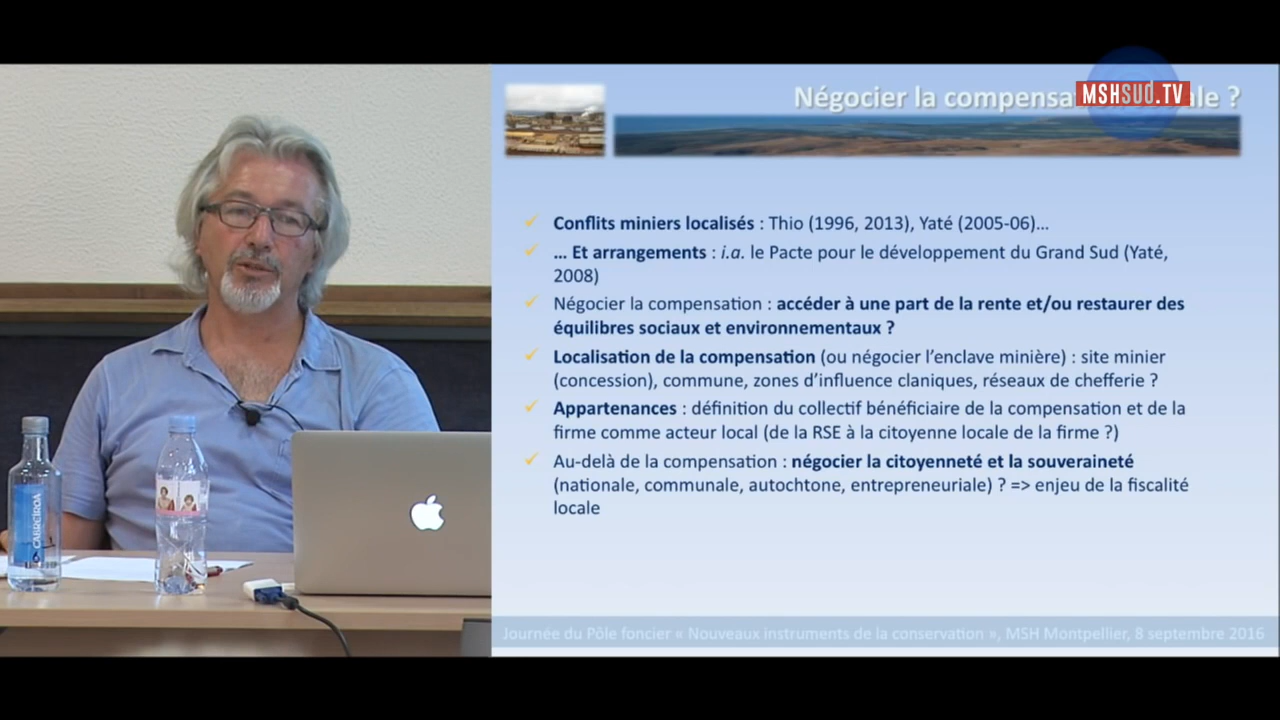 MSHSUD.TV
Négocier la compensa le ?
Conflits miniers localisés : Thio (1996, 2013), Yaté (2005-06)…
… Et arrangements : i.a. le Pacte pour le développement du Grand Sud (Yaté,
2008)
Négocier la compensation : accéder à une part de la rente et/ou restaurer des
équilibres sociaux et environnementaux ?
Localisation de la compensation (ou négocier l’enclave minière) : site minier
(concession), commune, zones d’influence claniques, réseaux de chefferie ?
Appartenances : définition du collectif bénéficiaire de la compensation et de la
firme comme acteur local (de la RSE à la citoyenne locale de la firme ?)
Au-delà de la compensation : négocier la citoyenneté et la souveraineté
(nationale, communale, autochtone, entrepreneuriale) ? => enjeu de la fiscalité
locale
Journée du Pôle foncier « Nouveaux instruments de la conservation », MSH Montpellier, 8 septembre 2016
CABREIROA